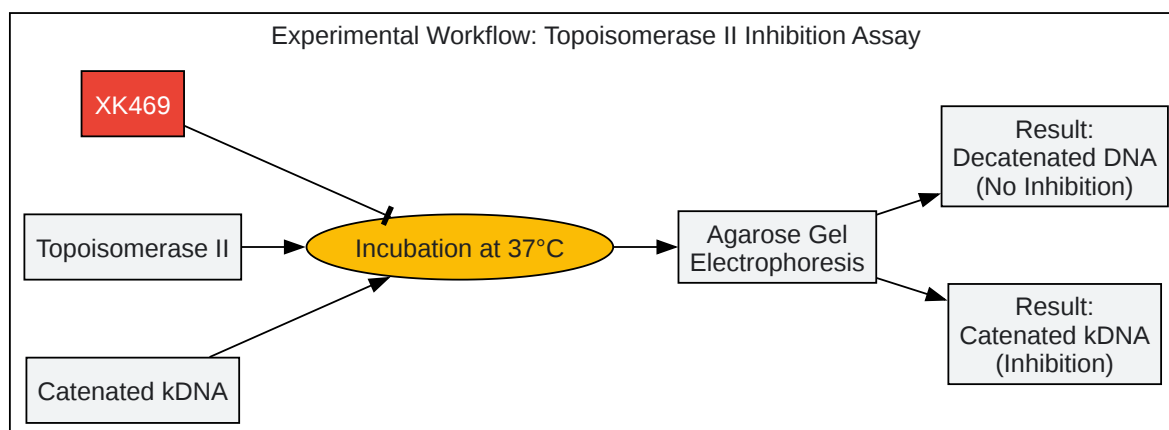 Experimental Workflow: Topoisomerase II Inhibition Assay
XK469
Topoisomerase II
Catenated kDNA
Incubation at 37°C
Agarose Gel
Electrophoresis
Result:
Decatenated DNA
(No Inhibition)
Result:
Catenated kDNA
(Inhibition)